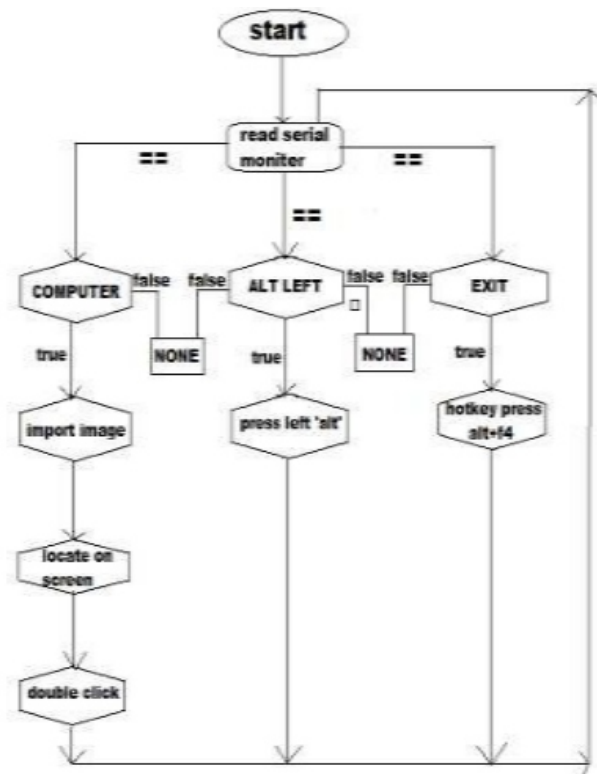 start
read serial
moniter
==
==
==
COMPUTER
false
false
ALT LEFT
false
false
EXIT
NONE
NONE
true
true
true
import image
press left 'alt'
hotkey press
alt+f4
locate on
screen
double click